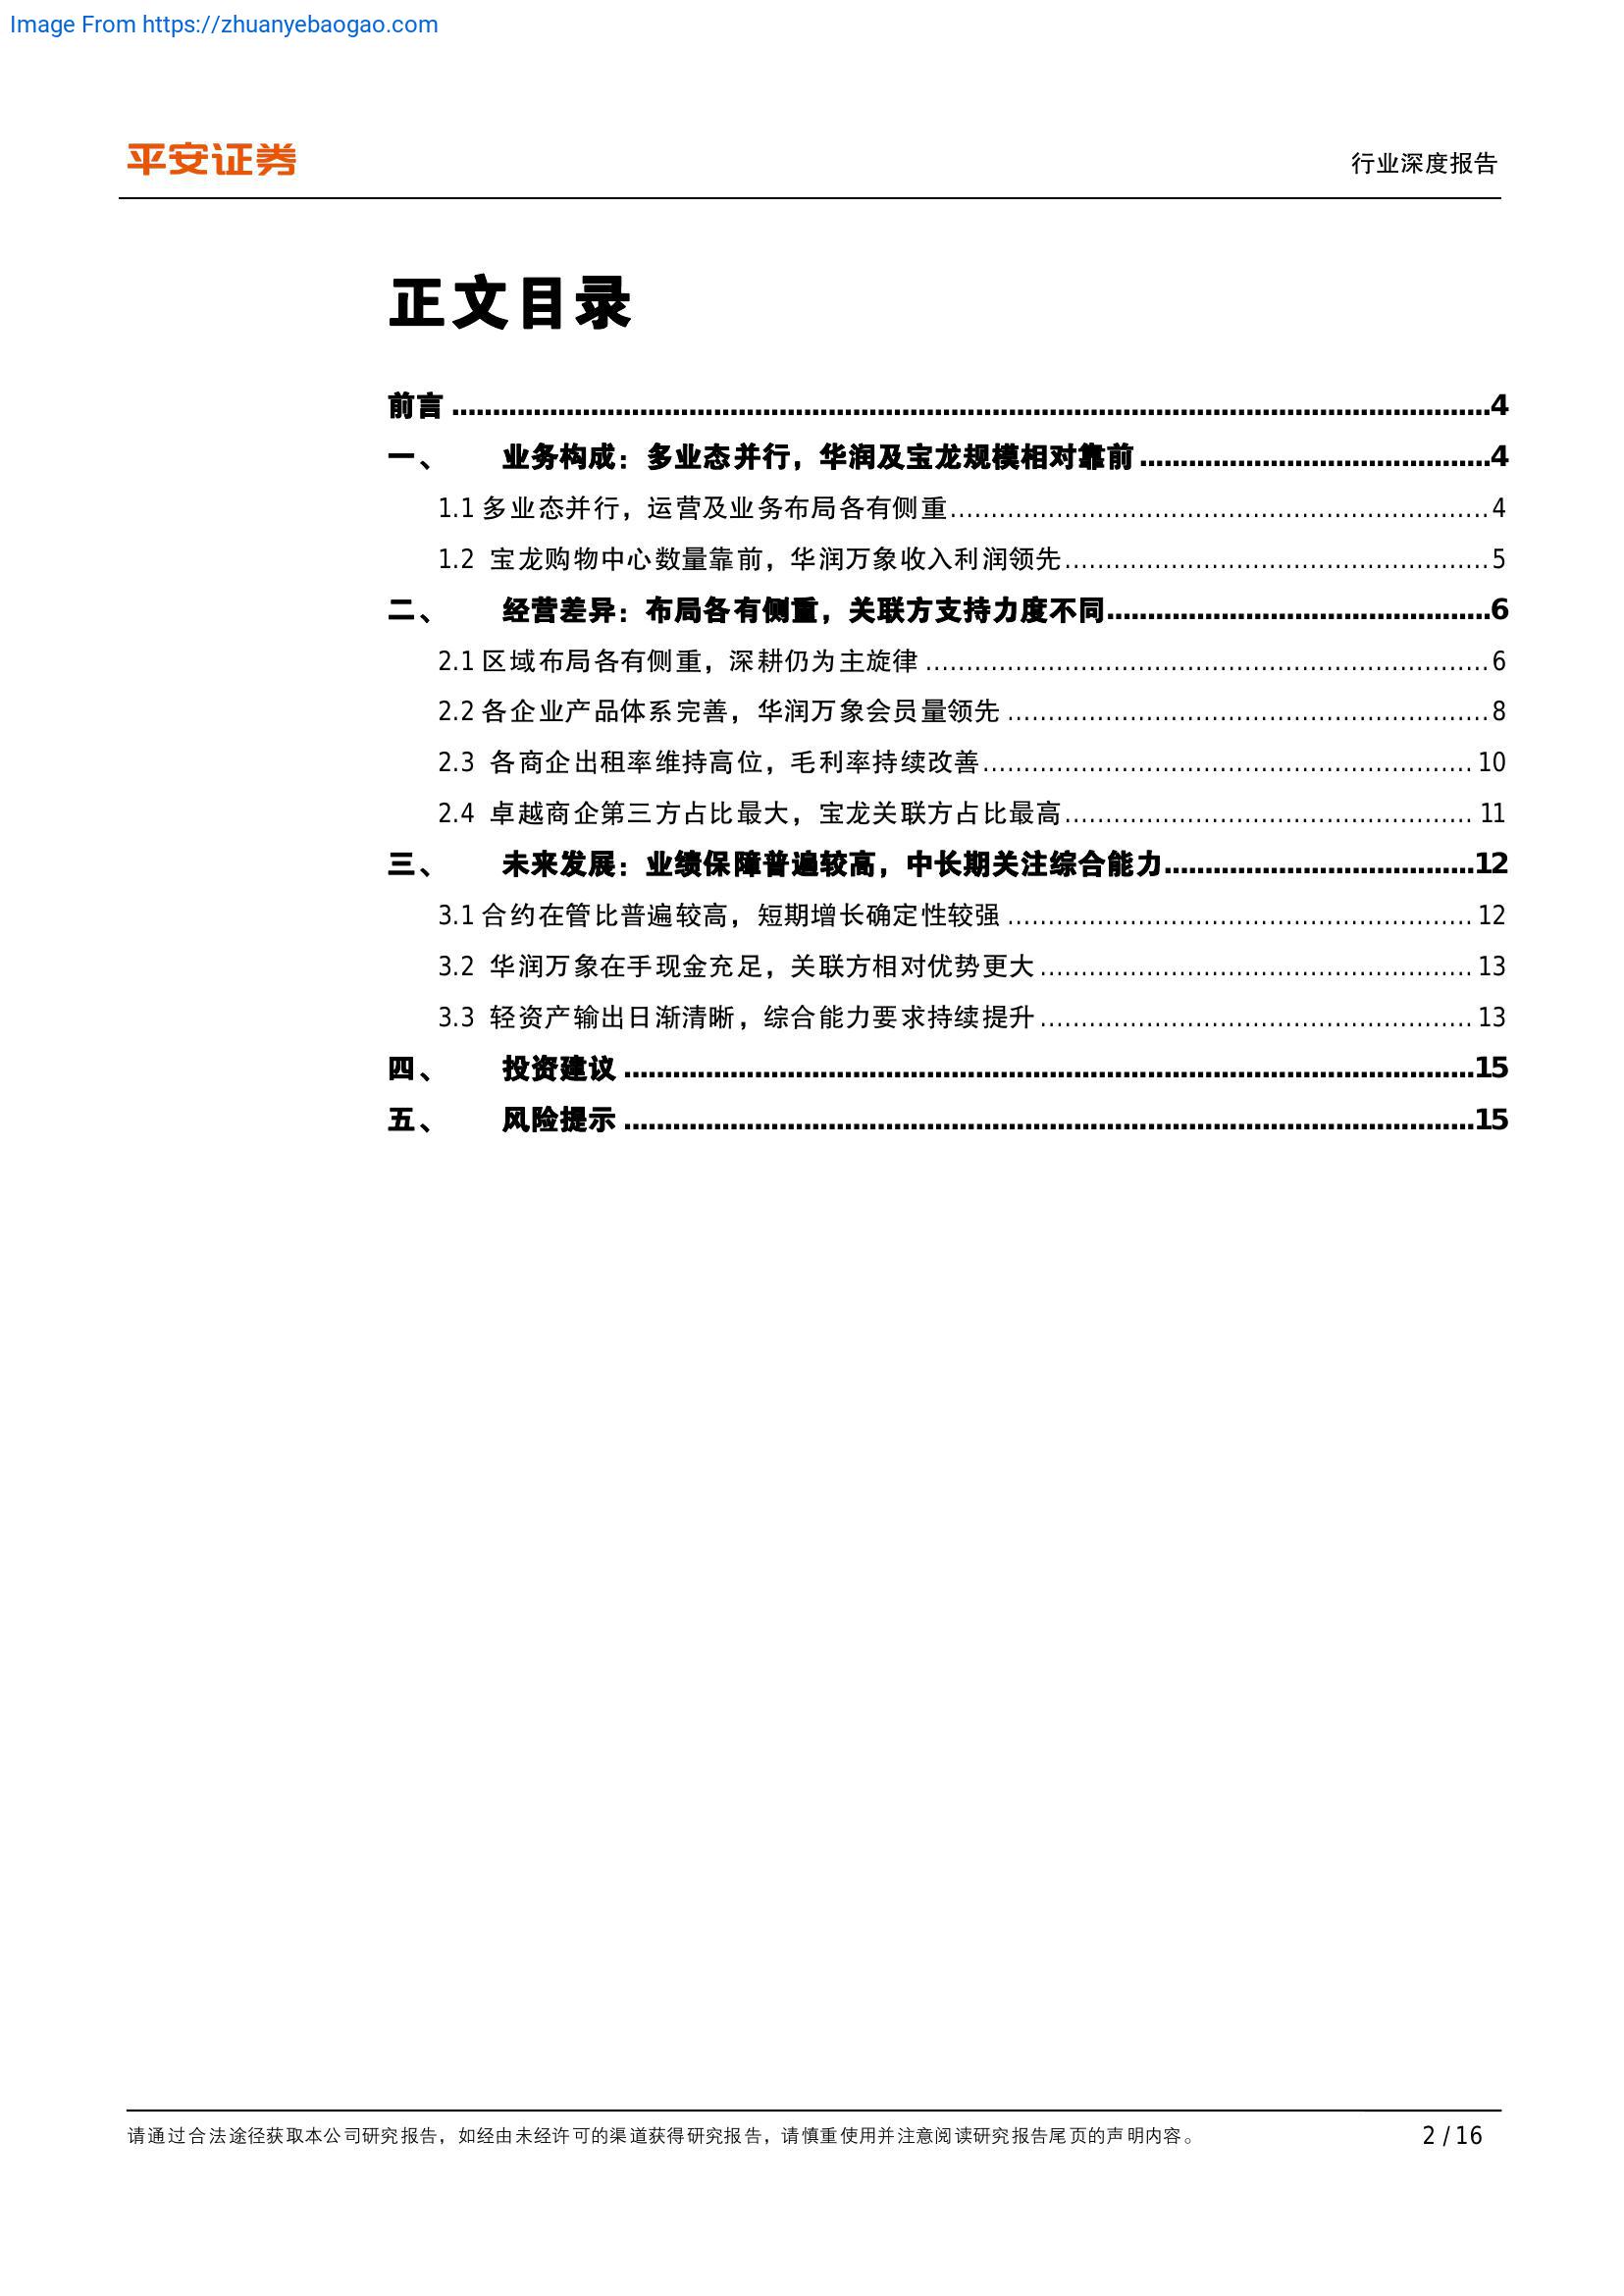 Image From https://zhuanyebaogao.com
平安证券
行业深度报告
正文目录
前言 ........................................................................................................................ 4
一、 业务构成：多业态并行，华润及宝龙规模相对靠前 ........................................... 4
1.1 多业态并行，运营及业务布局各有侧重 .................................................................. 4
1.2 宝龙购物中心数量靠前，华润万象收入利润领先 .................................................... 5
二、 经营差异：布局各有侧重，关联方支持力度不同 ............................................... 6
2.1 区域布局各有侧重，深耕仍为主旋律 ..................................................................... 6
2.2 各企业产品体系完善，华润万象会员量领先 ........................................................... 8
2.3 各商企出租率维持高位，毛利率持续改善 ............................................................ 10
2.4 卓越商企第三方占比最大，宝龙关联方占比最高 .................................................. 11
三、 未来发展：业绩保障普遍较高，中长期关注综合能力 ...................................... 12
3.1 合约在管比普遍较高，短期增长确定性较强 ......................................................... 12
3.2 华润万象在手现金充足，关联方相对优势更大 ..................................................... 13
3.3 轻资产输出日渐清晰，综合能力要求持续提升 ..................................................... 13
四、 投资建议 ........................................................................................................ 15
五、 风险提示 ........................................................................................................ 15
请通过合法途径获取本公司研究报告，如经由未经许可的渠道获得研究报告，请慎重使用并注意阅读研究报告尾页的声明内容。 2 / 16